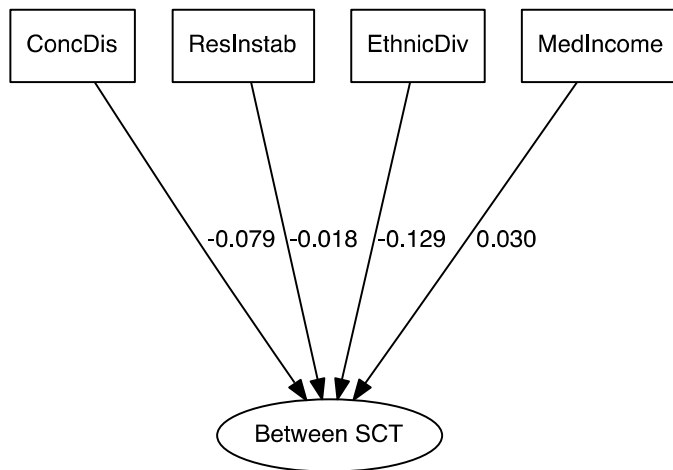 ConcDis
ResInstab
EthnicDiv
MedIncome
-0.079
-0.018
-0.129
0.030
Between SCT